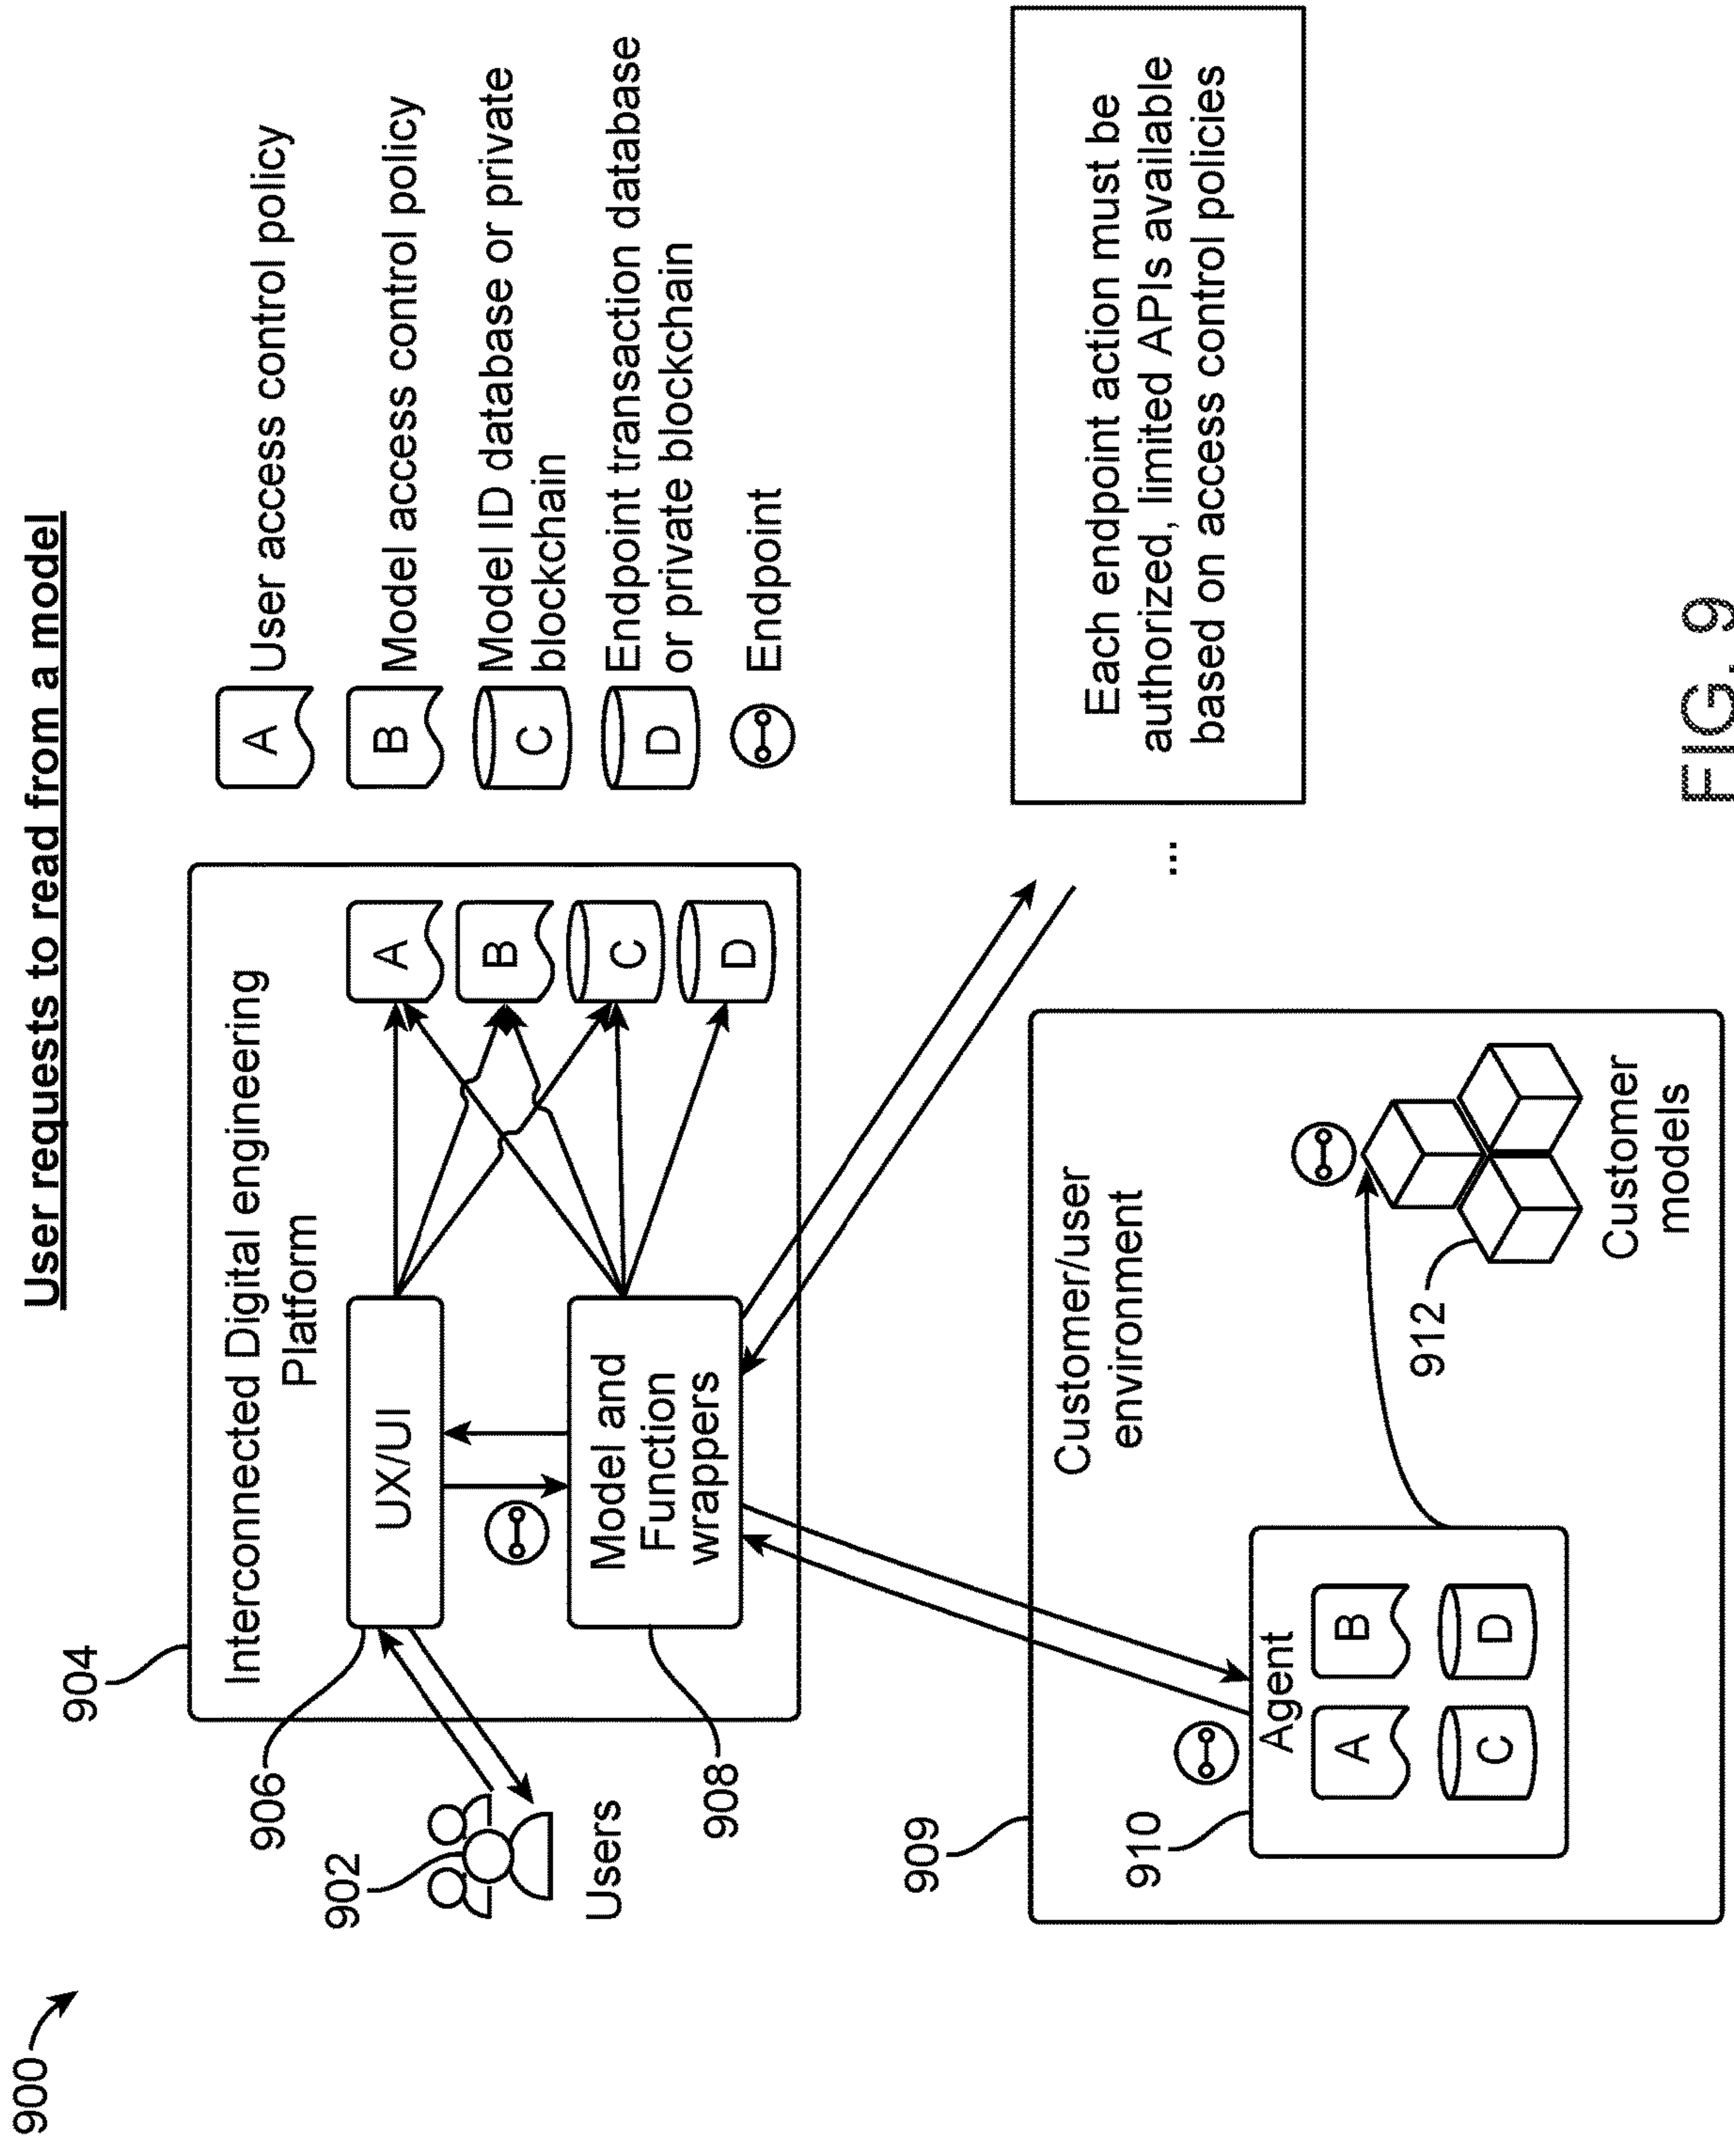 900
User requests to read from a model
904
Interconnected Digital engineering
Platform
906
UX/UI
902
Users
908
Model and
Function
wrappers
A
B
C
D
A
User access control policy
B
Model access control policy
C
Model ID database or private
blockchain
D
Endpoint transaction database
or private blockchain
Endpoint
909
Customer/user
environment
910
Agent
A
B
C
D
912
Customer
models
...
Each endpoint action must be
authorized, limited APIs available
based on access control policies
FIG. 9